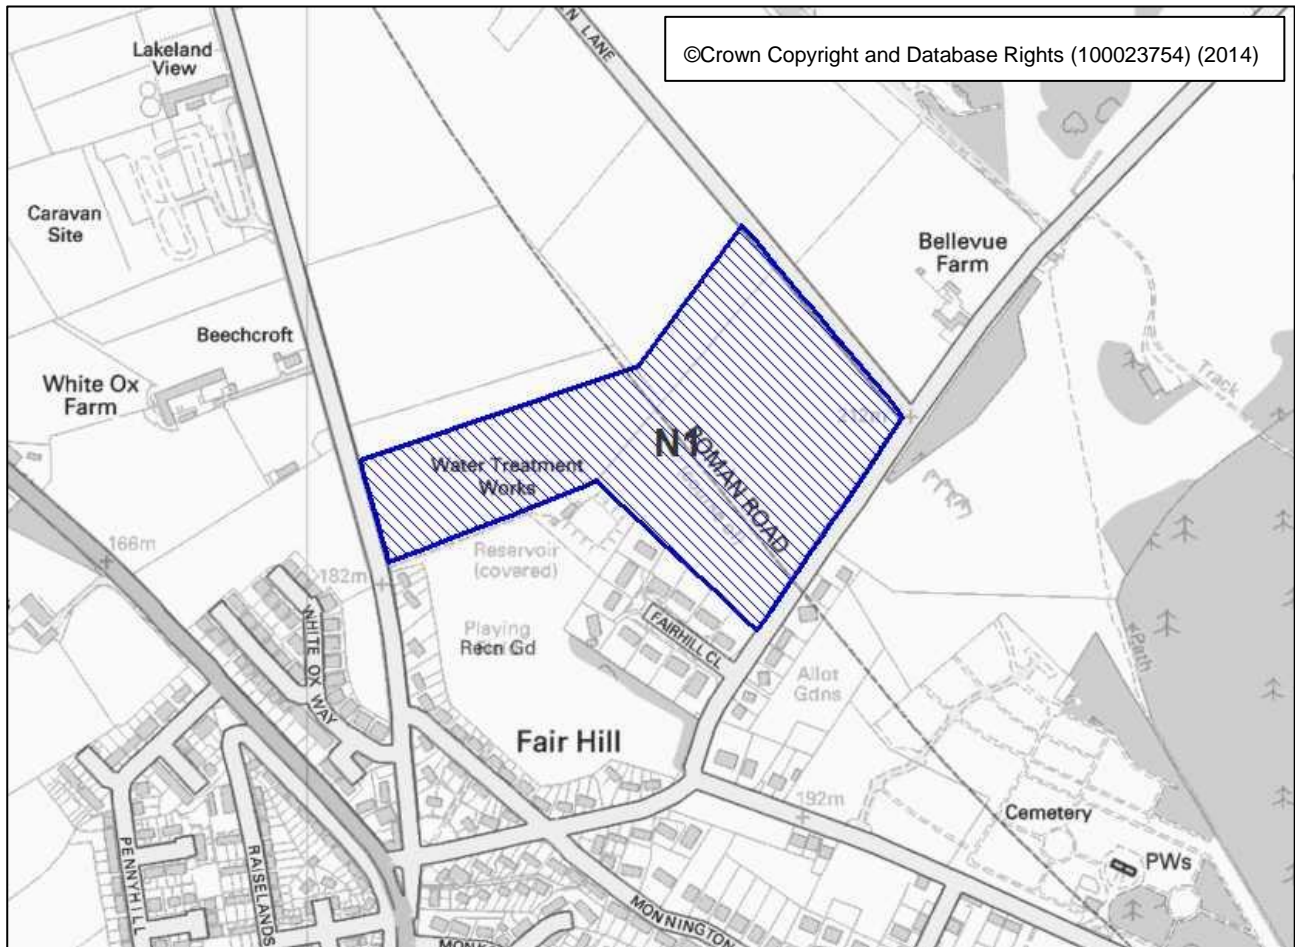 ©Crown Copyright and Database Rights (100023754) (2014)
LANE
Lakeland
View
Caravan
Site
Bellevue
Farm
Beechcroft
White Ox
Farm
Track
212m
N1
ROMAN ROAD
Water Treatment
Works
166m
Reservoir
(covered)
182m
Playing
Recn Gd
FAIRHILL CL
Path
Allot
Gdns
WHITE OX WAY
Fair Hill
192m
Cemetery
PWs
PENNYHILL
RAISELANDS
MONNINGTON